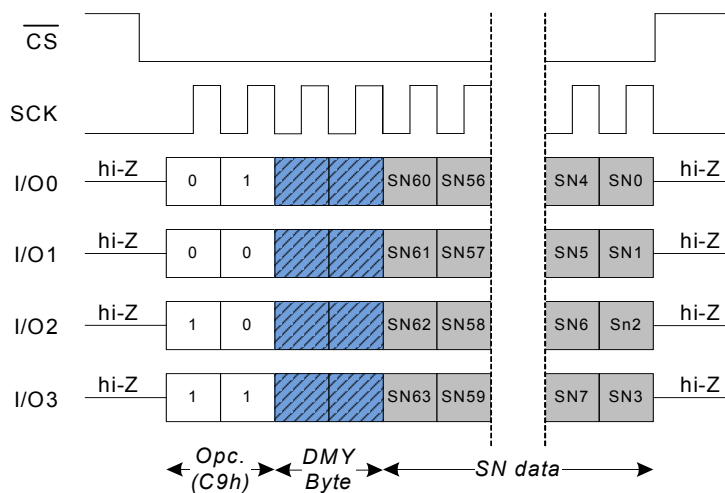 CS
SCK
I/O0 hi-Z 0 1 SN60 SN56 SN4 SN0 hi-Z
I/O1 hi-Z 0 0 SN61 SN57 SN5 SN1 hi-Z
I/O2 hi-Z 1 0 SN62 SN58 SN6 Sn2 hi-Z
I/O3 hi-Z 1 1 SN63 SN59 SN7 SN3 hi-Z
Opc. DMY SN data
(C9h) Byte